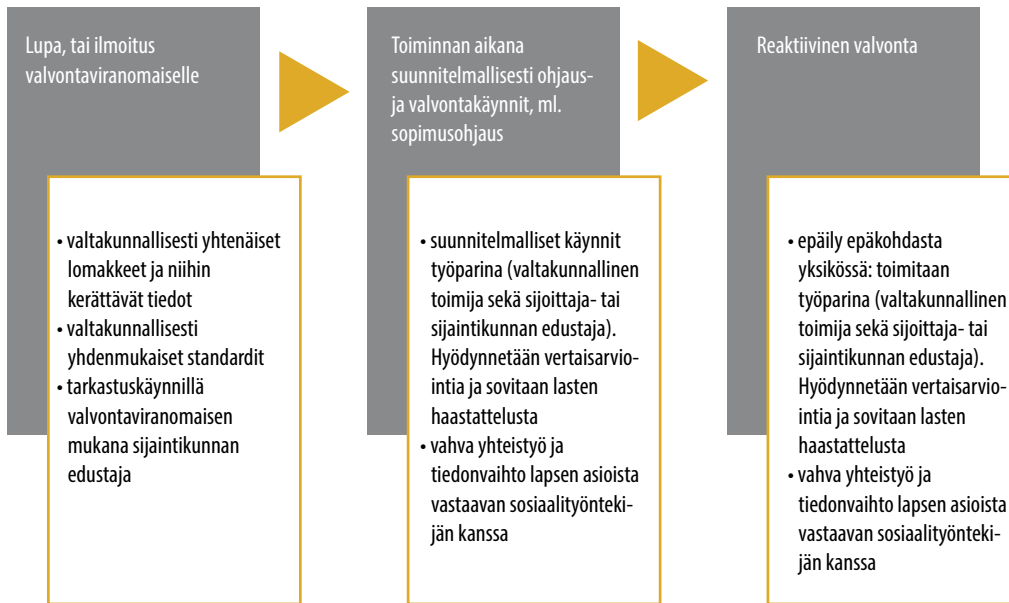 Lupa, tai ilmoitus
valvontaviranomaiselle
• valtakunnallisesti yhtenäiset
lomakkeet ja niihin
kerättävät tiedot
• valtakunnallisesti
yhdenmukaiset standardit
• tarkastuskäynnillä
valvontaviranomaisen
mukana sijaintikunnan
edustaja
Toiminnan aikana
suunnitelmallisesti ohjaus-
ja valvontakäynnit, ml.
sopimusohjaus
• suunnitelmalliset käynnit
työparina (valtakunnallinen
toimija sekä sijoittaja- tai
sijaintikunnan edustaja).
Hyödynnetään vertaisarvio-
intia ja sovitaan lasten
haastattelusta
• vahva yhteistyö ja
tiedonvaihto lapsen asioista
vastaavan sosiaalityönteki-
jän kanssa
Reaktiivinen valvonta
• epäily epäkohdasta
yksikössä: toimitaan
työparina (valtakunnallinen
toimija sekä sijoittaja- tai
sijaintikunnan edustaja).
Hyödynnetään vertaisarvio-
intia ja sovitaan lasten
haastattelusta
• vahva yhteistyö ja
tiedonvaihto lapsen asioista
vastaavan sosiaalityönteki-
jän kanssa